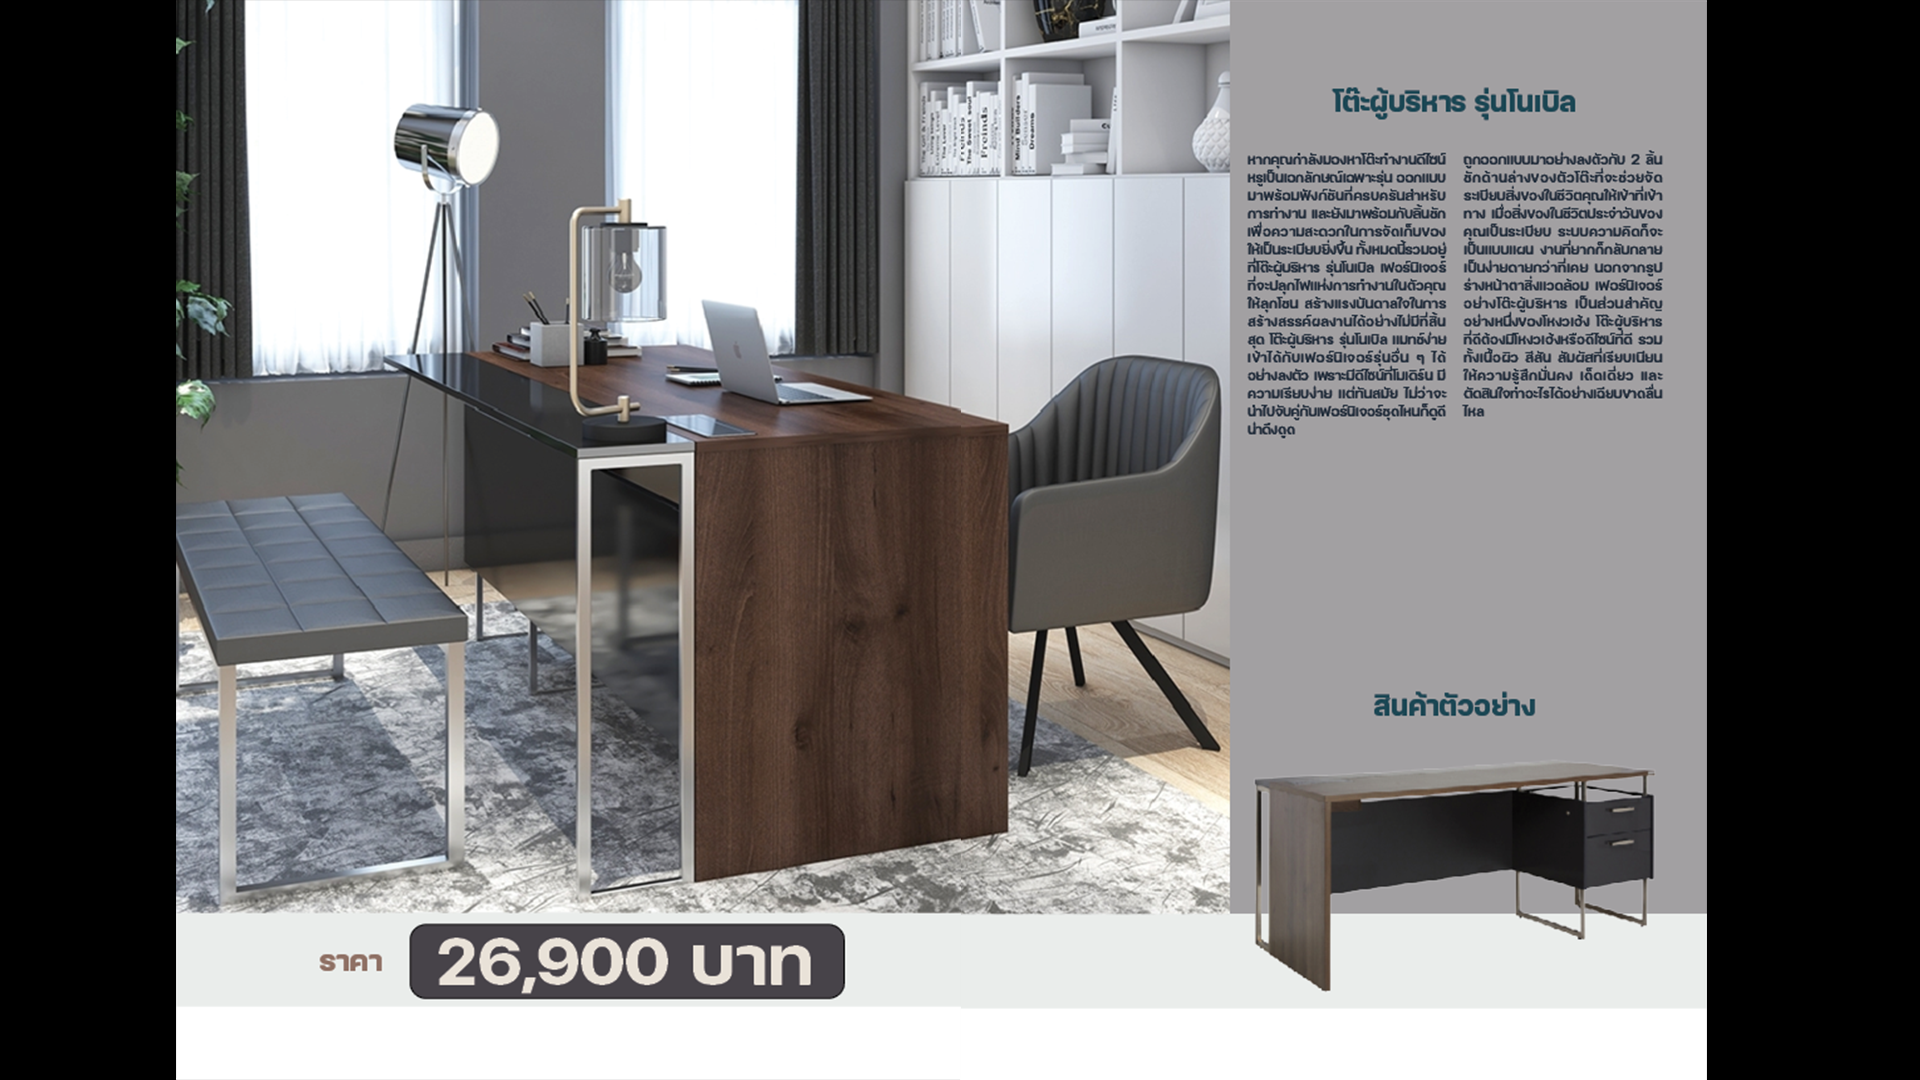 โต๊ะผู้บริหาร รุ่นโนเบิล
หากคุณกำลังมองหาโต๊ะทำงานดีไซน์
หรูเป็นเอกลักษณ์เฉพาะรุ่น ออกแบบ
มาพร้อมฟังก์ชันที่ครบครันสำหรับ
การทำงาน และยังมาพร้อมกับลิ้นชัก
เพื่อความสะดวกในการจัดเก็บของ
ให้เป็นระเบียบยิ่งขึ้น ทั้งหมดนี้รวมอยู่
ที่โต๊ะผู้บริหาร รุ่นโนเบิล เฟอร์นิเจอร์
ที่จะปลุกไฟแห่งการทำงานในตัวคุณ
ให้ลุกโชน สร้างแรงบันดาลใจในการ
สร้างสรรค์ผลงานได้อย่างไม่มีที่สิ้น
สุด โต๊ะผู้บริหาร รุ่นโนเบิล แมทช์ง่าย
เข้าได้กับเฟอร์นิเจอร์รุ่นอื่น ๆ ได้
อย่างลงตัว เพราะมีดีไซน์ที่โมเดิร์น มี
ความเรียบง่าย แต่ทันสมัย ไม่ว่าจะ
นำไปจับคู่กับเฟอร์นิเจอร์ชุดไหนก็ดูดี
น่าดึงดูด
ถูกออกแบบมาอย่างลงตัวกับ 2 ลิ้น
ชักด้านล่างของตัวโต๊ะที่จะช่วยจัด
ระเบียบสิ่งของในชีวิตคุณให้เข้าที่เข้า
ทาง เมื่อสิ่งของในชีวิตประจำวันของ
คุณเป็นระเบียบ ระบบความคิดก็จะ
เป็นแบบแผน งานที่ยากก็กลับกลาย
เป็นง่ายดายกว่าที่เคย นอกจากรูป
ร่างหน้าตาสิ่งแวดล้อม เฟอร์นิเจอร์
อย่างโต๊ะผู้บริหาร เป็นส่วนสำคัญ
อย่างหนึ่งของโหงวเฮ้ง โต๊ะผู้บริหาร
ที่ดีต้องมีโหงวเฮ้งหรือดีไซน์ที่ดี รวม
ทั้งเนื้อผิว สีสัน สัมผัสที่เรียบเนียน
ให้ความรู้สึกมั่นคง เด็ดเดี่ยว และ
ตัดสินใจทำอะไรได้อย่างเฉียบขาดลื่น
ไหล
สินค้าตัวอย่าง
ราคา
26,900 บาท
Freinds
The Sweet soul
Freinds
Mind Builders
Senser
Dreams